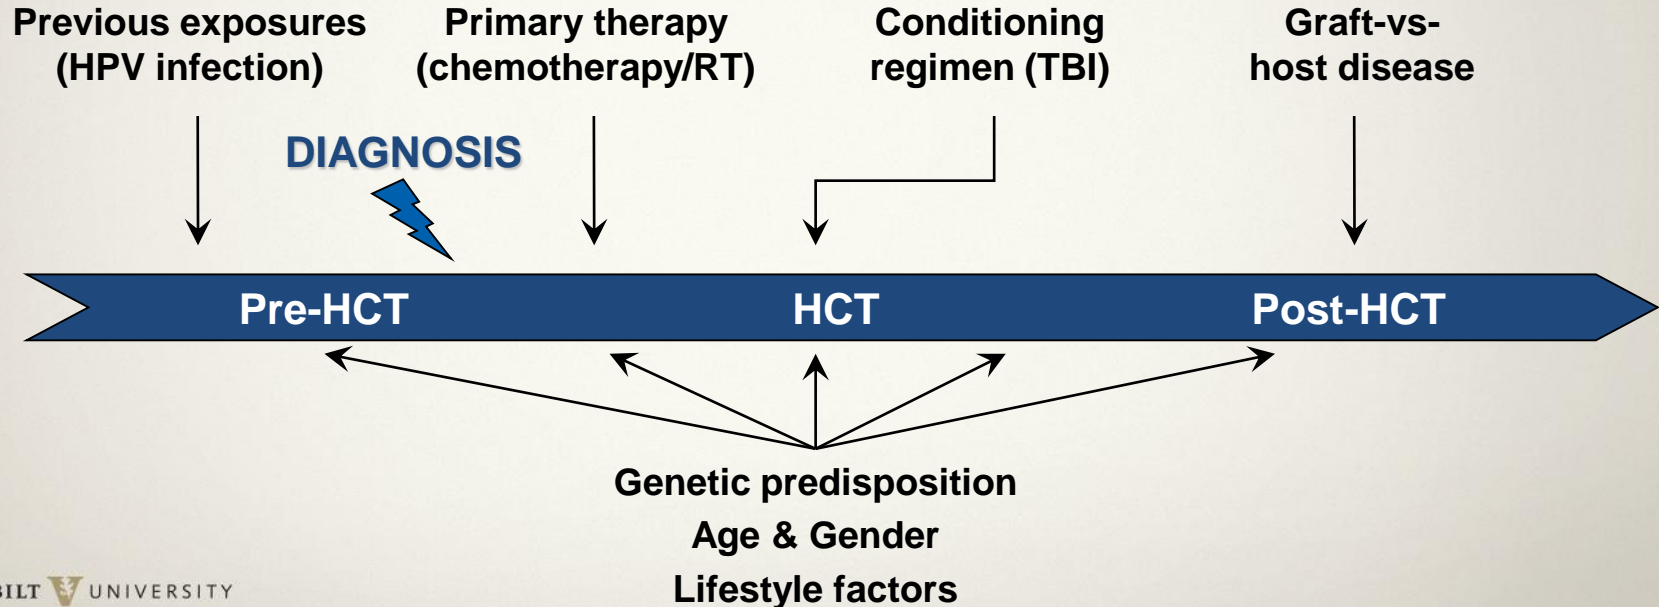 Previous exposures
(HPV infection)
Primary therapy
(chemotherapy/RT)
Conditioning
regimen (TBI)
Graft-vs-
host disease
DIAGNOSIS
Pre-HCT
HCT
Post-HCT
Genetic predisposition
Age & Gender
Lifestyle factors
BILT UNIVERSITY